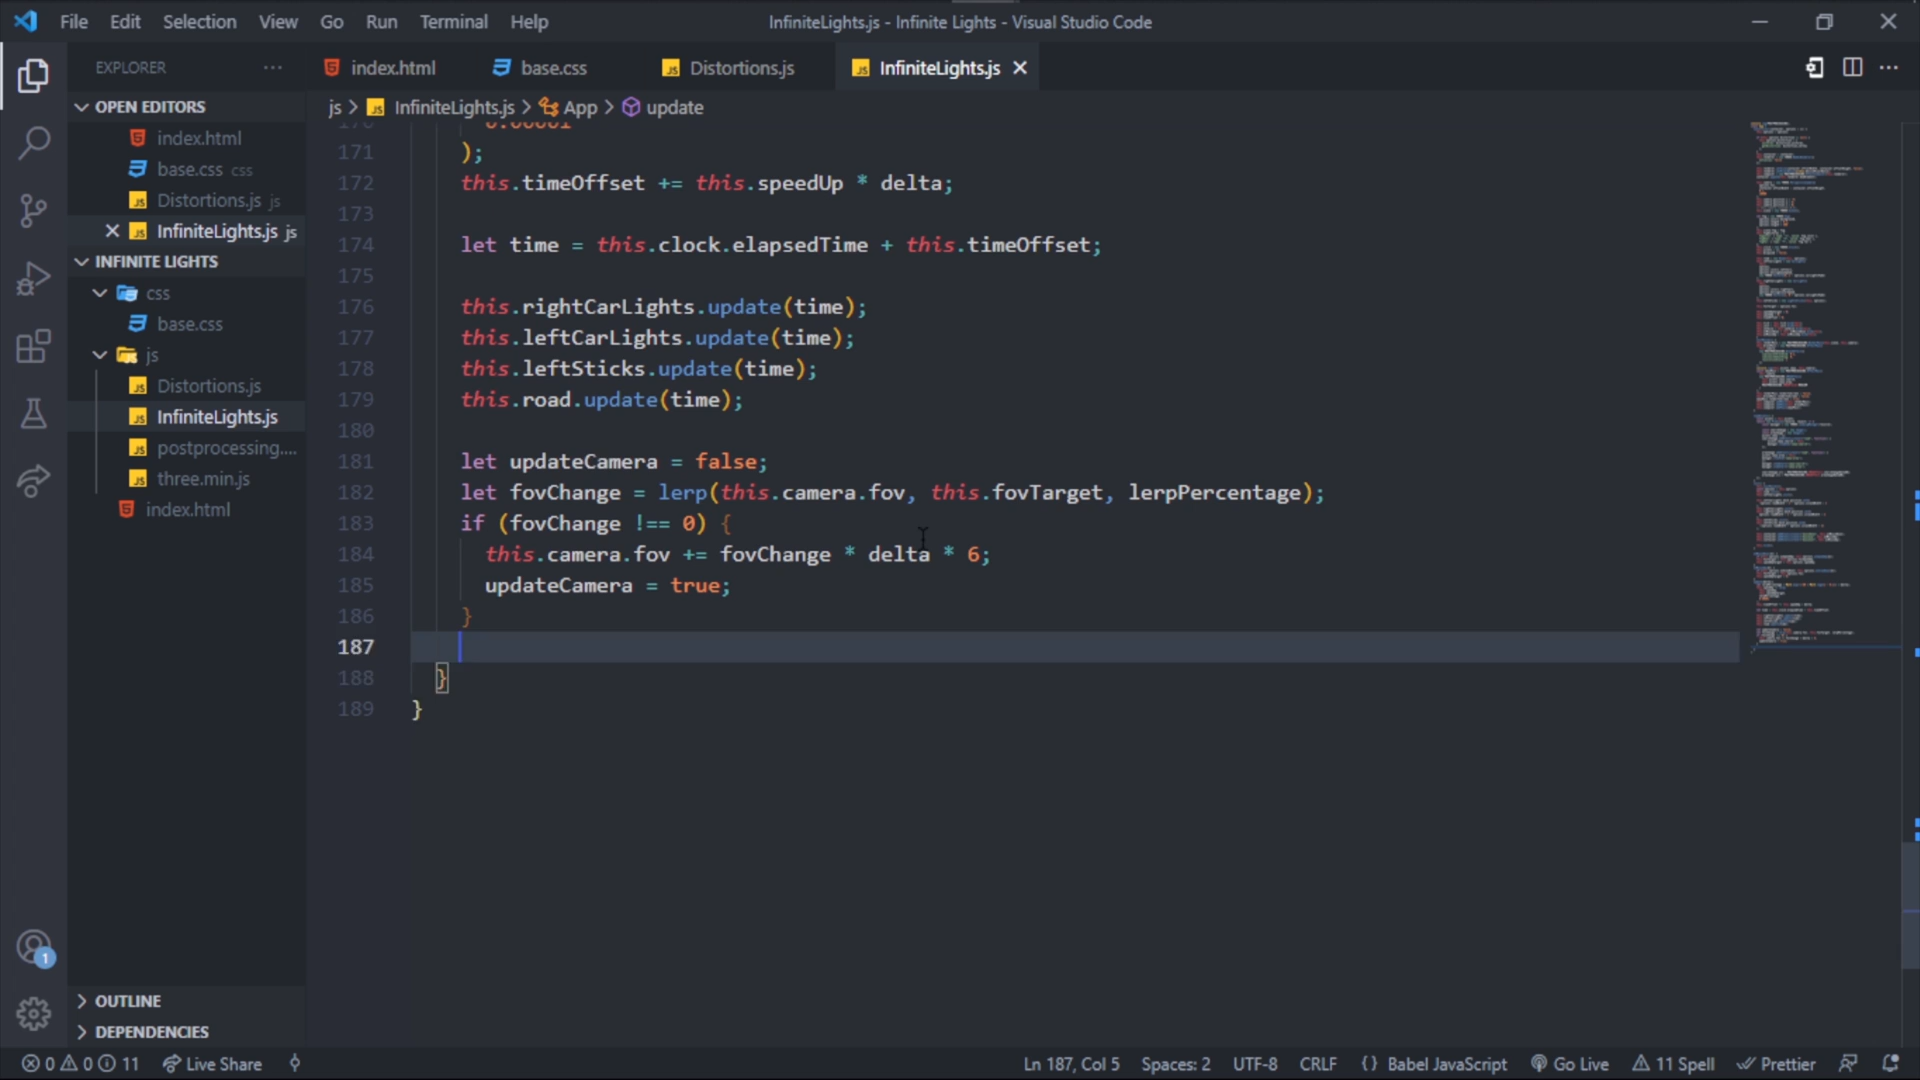 File Edit Selection View Go Run Terminal Help InfiniteLights.js - Infinite Lights - Visual Studio Code
EXPLORER ··· index.html base.css Distortions.js InfiniteLights.js
OPEN EDITORS
index.html
base.css css
Distortions.js js
InfiniteLights.js js
INFINITE LIGHTS
css
base.css
js
Distortions.js
InfiniteLights.js
postprocessing....
three.min.js
index.html
OUTLINE
DEPENDENCIES
js > InfiniteLights.js > App > update
171 );
172 this.timeOffset += this.speedUp * delta;
173
174 let time = this.clock.elapsedTime + this.timeOffset;
175
176 this.rightCarLights.update(time);
177 this.leftCarLights.update(time);
178 this.leftSticks.update(time);
179 this.road.update(time);
180
181 let updateCamera = false;
182 let fovChange = lerp(this.camera.fov, this.fovTarget, lerpPercentage);
183 if (fovChange !== 0) {
184 this.camera.fov += fovChange * delta * 6;
185 updateCamera = true;
186 }
187
188 }
189 }
1
0 0 11 Live Share Ln 187, Col 5 Spaces: 2 UTF-8 CRLF {} Babel JavaScript Go Live 11 Spell Prettier